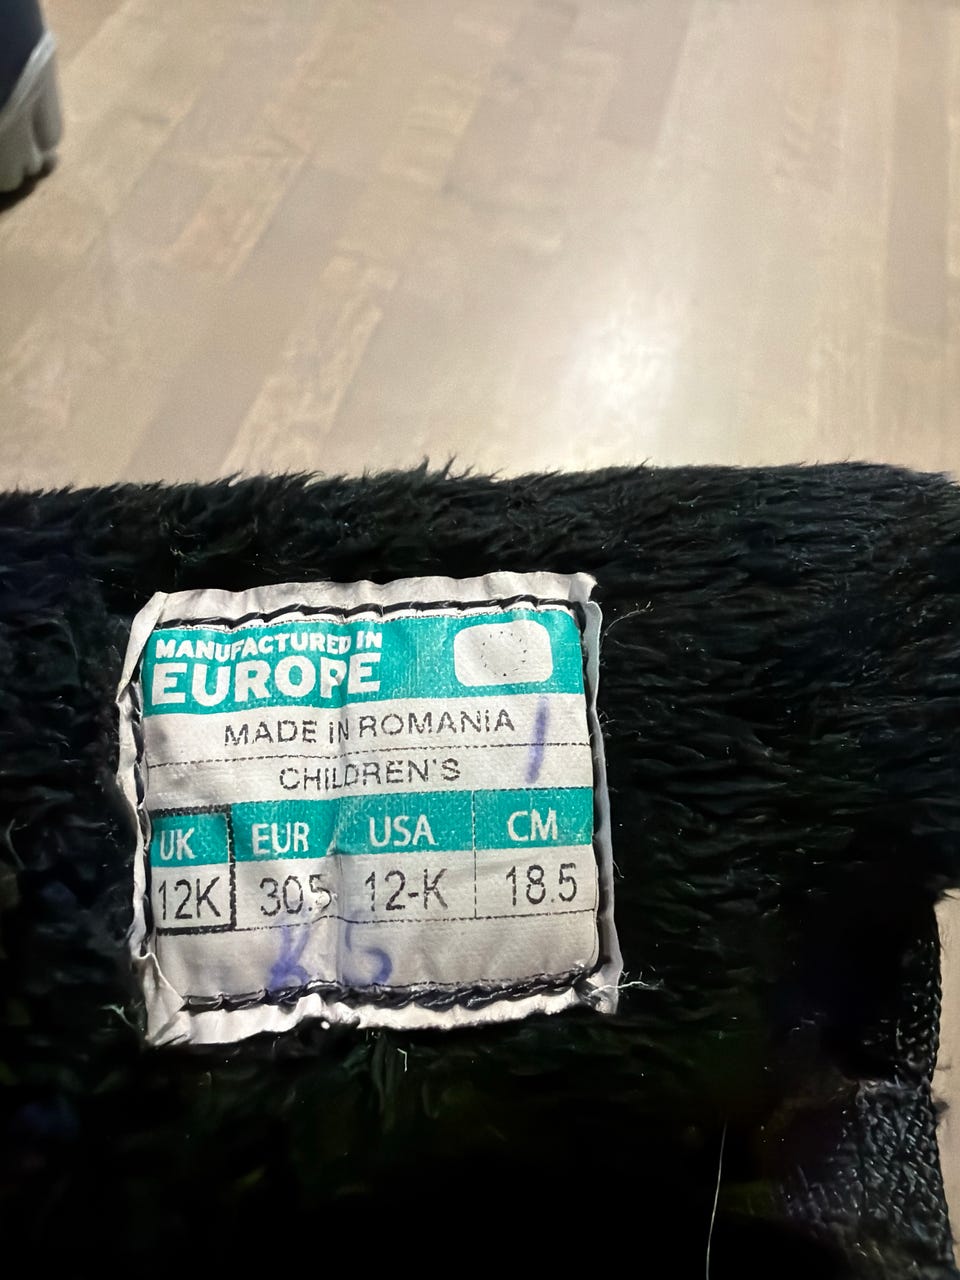 MANUFACTURED IN
EUROPE
MADE IN ROMANIA
CHILDREN'S
UK EUR USA CM
12K 30.5 12-K 18.5